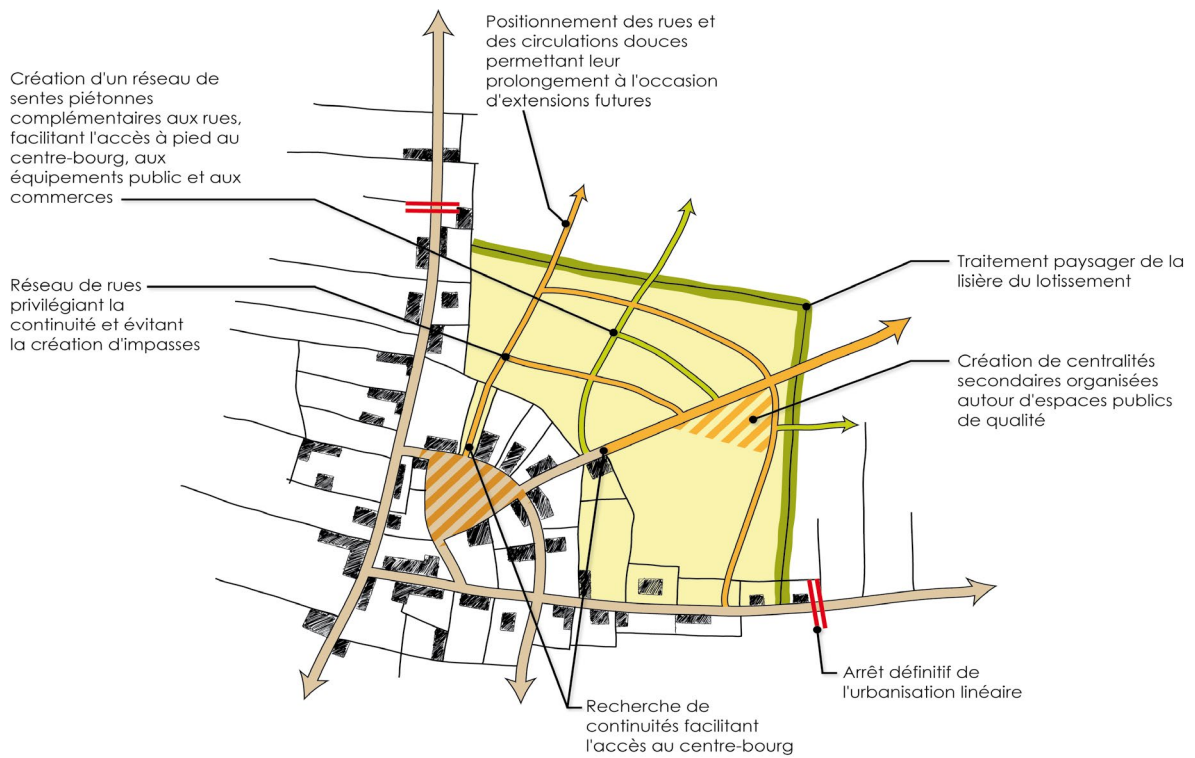 Positionnement des rues et
des circulations douces
permettant leur
prolongement à l'occasion
d'extensions futures
Création d'un réseau de
sentes piétonnes
complémentaires aux rues,
facilitant l'accès à pied au
centre-bourg, aux
équipements public et aux
commerces
Réseau de rues
privilégiant la
continuité et évitant
la création d'impasses
Traitement paysager de la
lisière du lotissement
Création de centralités
secondaires organisées
autour d'espaces publics
de qualité
Arrêt définitif de
l'urbanisation linéaire
Recherche de
continuités facilitant
l'accès au centre-bourg